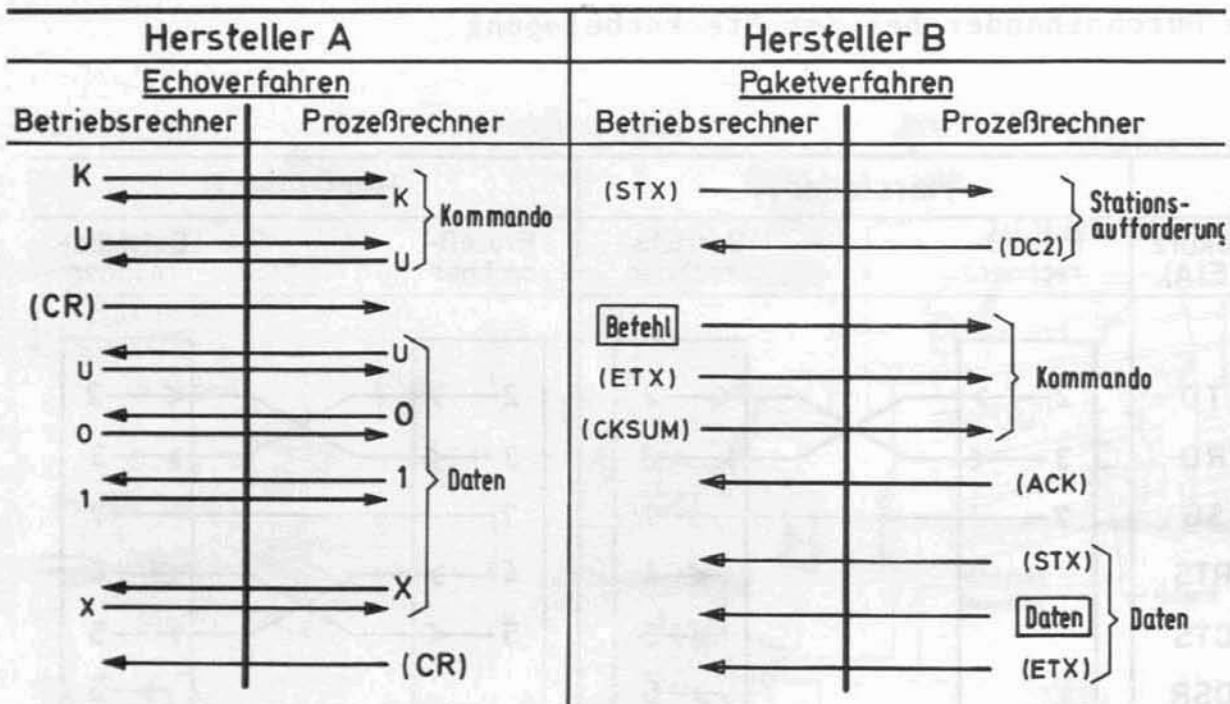 Hersteller A
Echoverfahren
Betriebsrechner Prozeßrechner
K
K
Kommando
U
U
(CR)
U
U
O
O
1
1
Daten
X
X
(CR)
Hersteller B
Paketverfahren
Betriebsrechner Prozeßrechner
(STX)
Stations-
aufforderung
(DC2)
Befehl
(ETX)
Kommando
(CKSUM)
(ACK)
(STX)
Daten
Daten
(ETX)